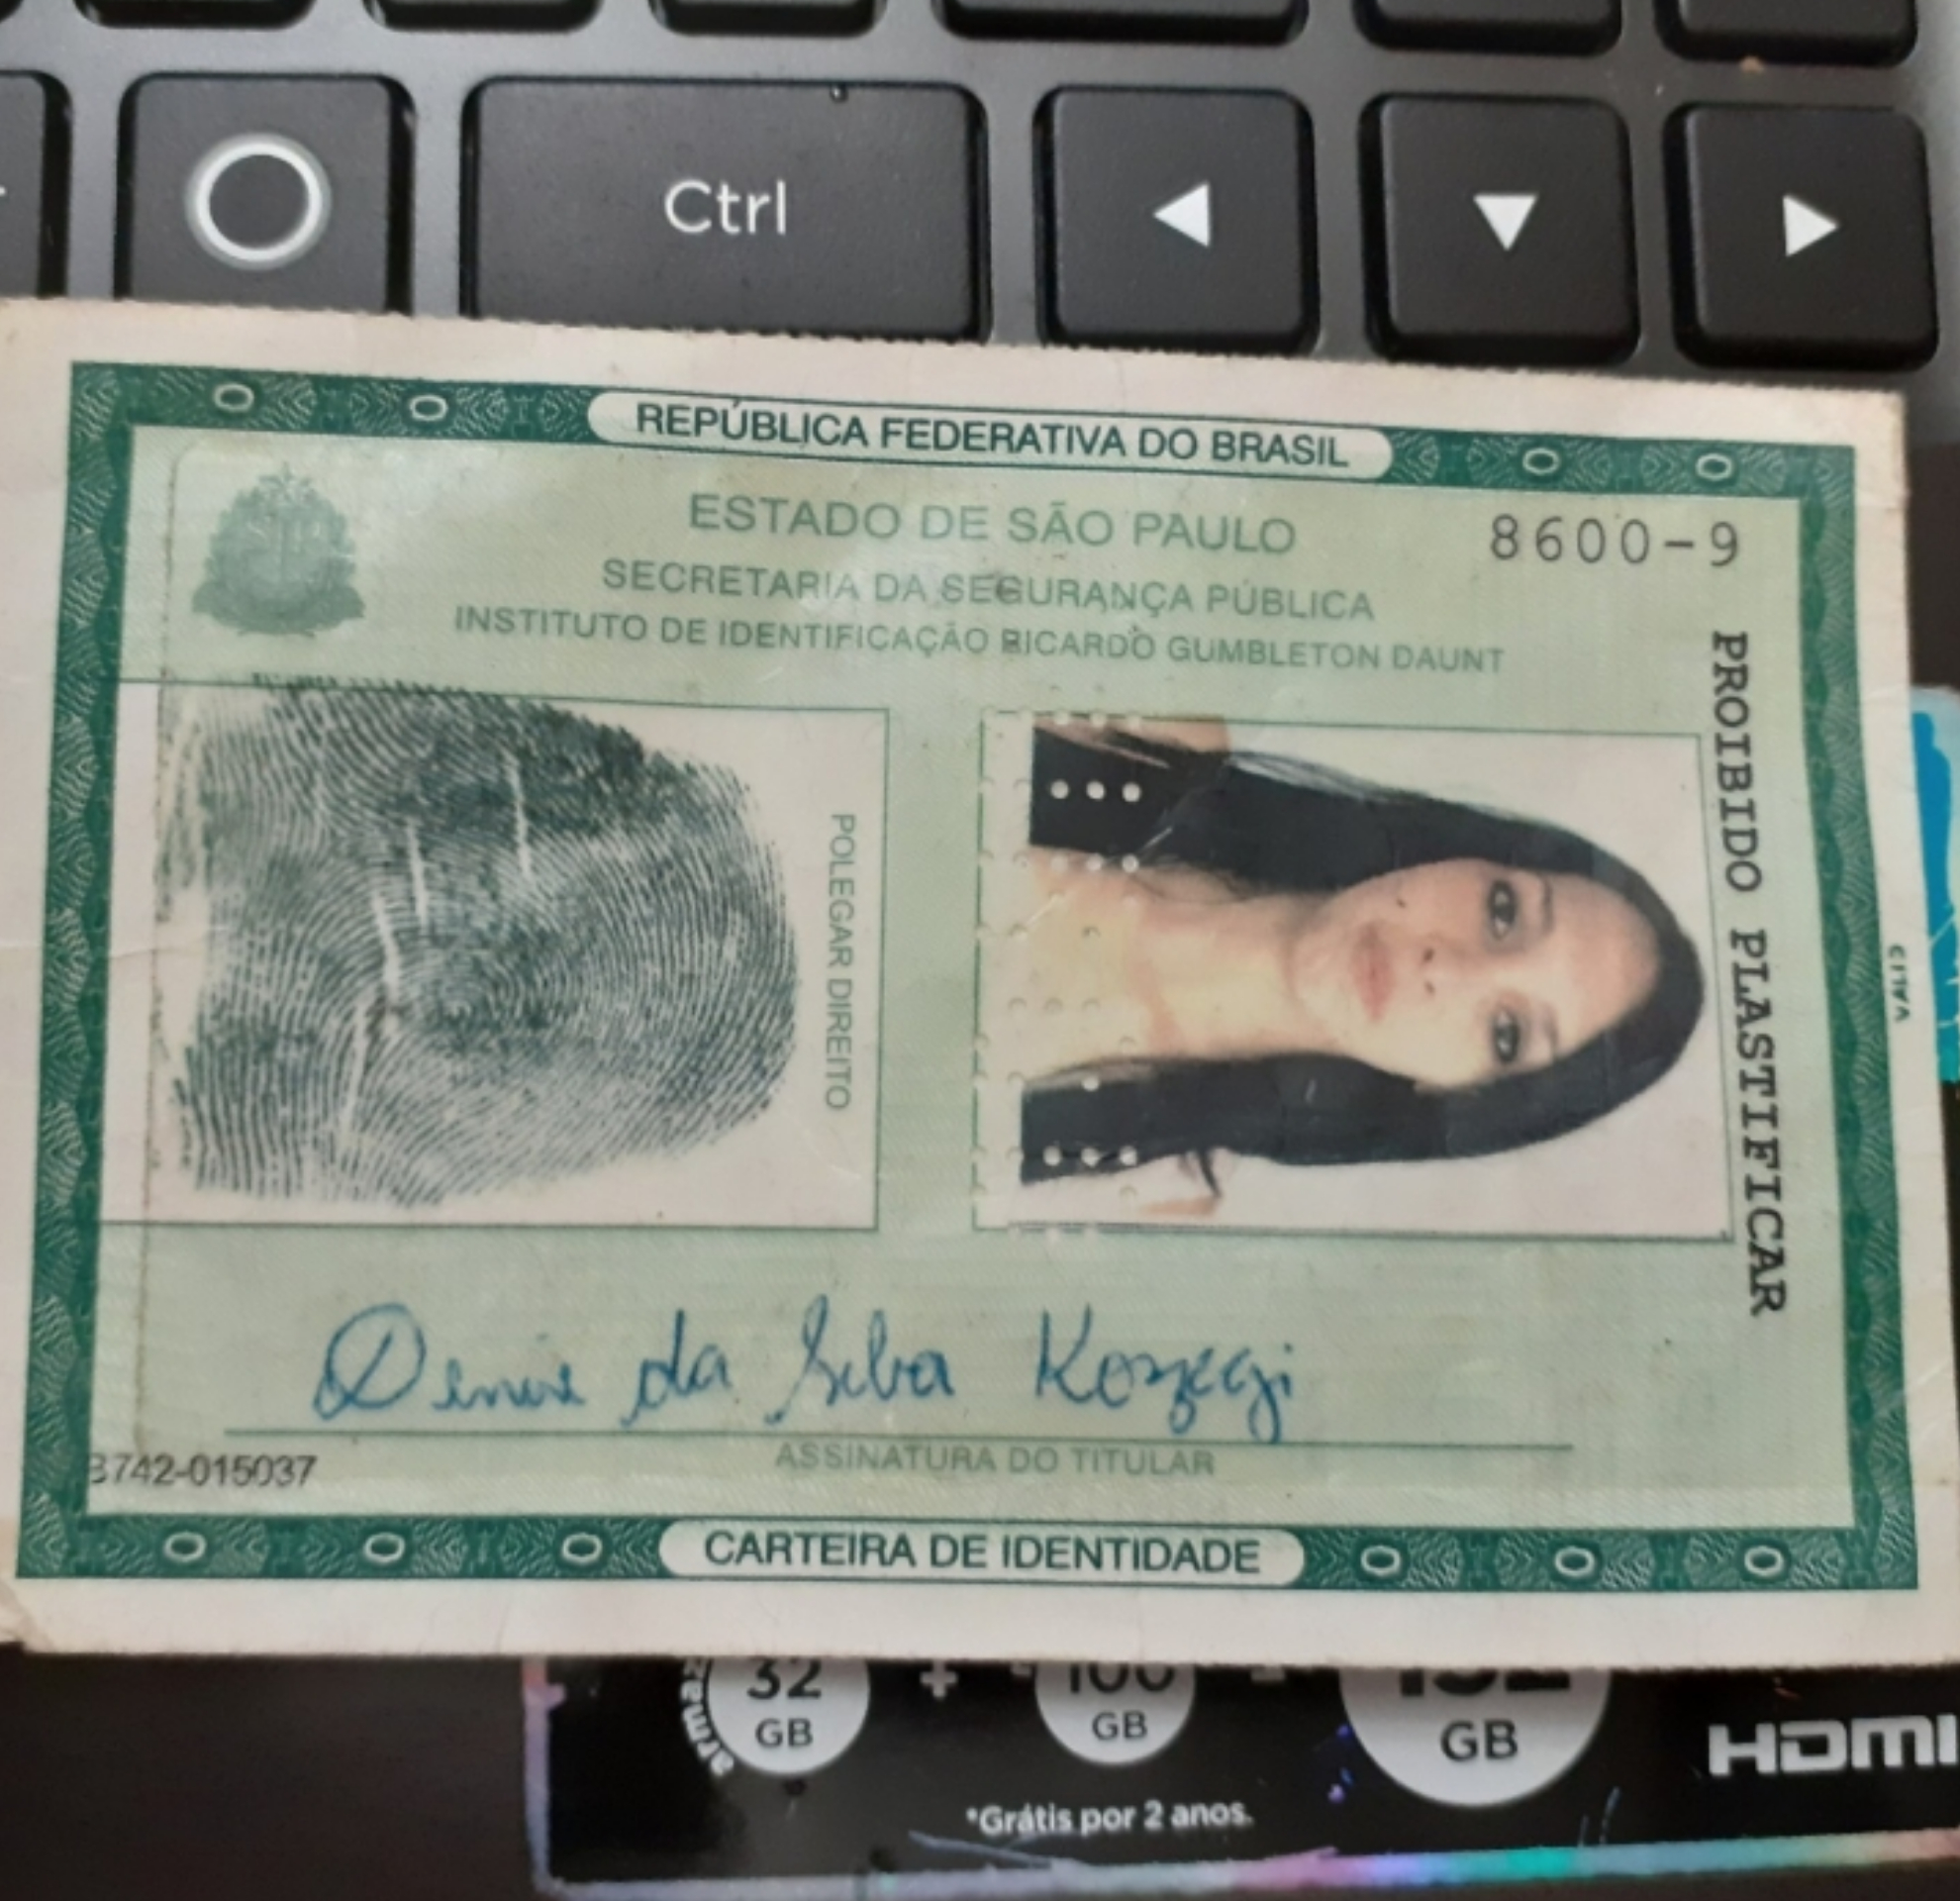 Ctrl
REPÚBLICA FEDERATIVA DO BRASIL
ESTADO DE SÃO PAULO
8600-9
SECRETARIA DA SEGURANÇA PÚBLICA
INSTITUTO DE IDENTIFICAÇÃO RICARDO GUMBLETON DAUNT
POLEGAR DIREITO
PROIBIDO PLASTIFICAR
Denise da Silva Kozegi
ASSINATURA DO TITULAR
3742-015037
CARTEIRA DE IDENTIDADE
32 + 100
GB GB GB
HDMI
*Grátis por 2 anos.